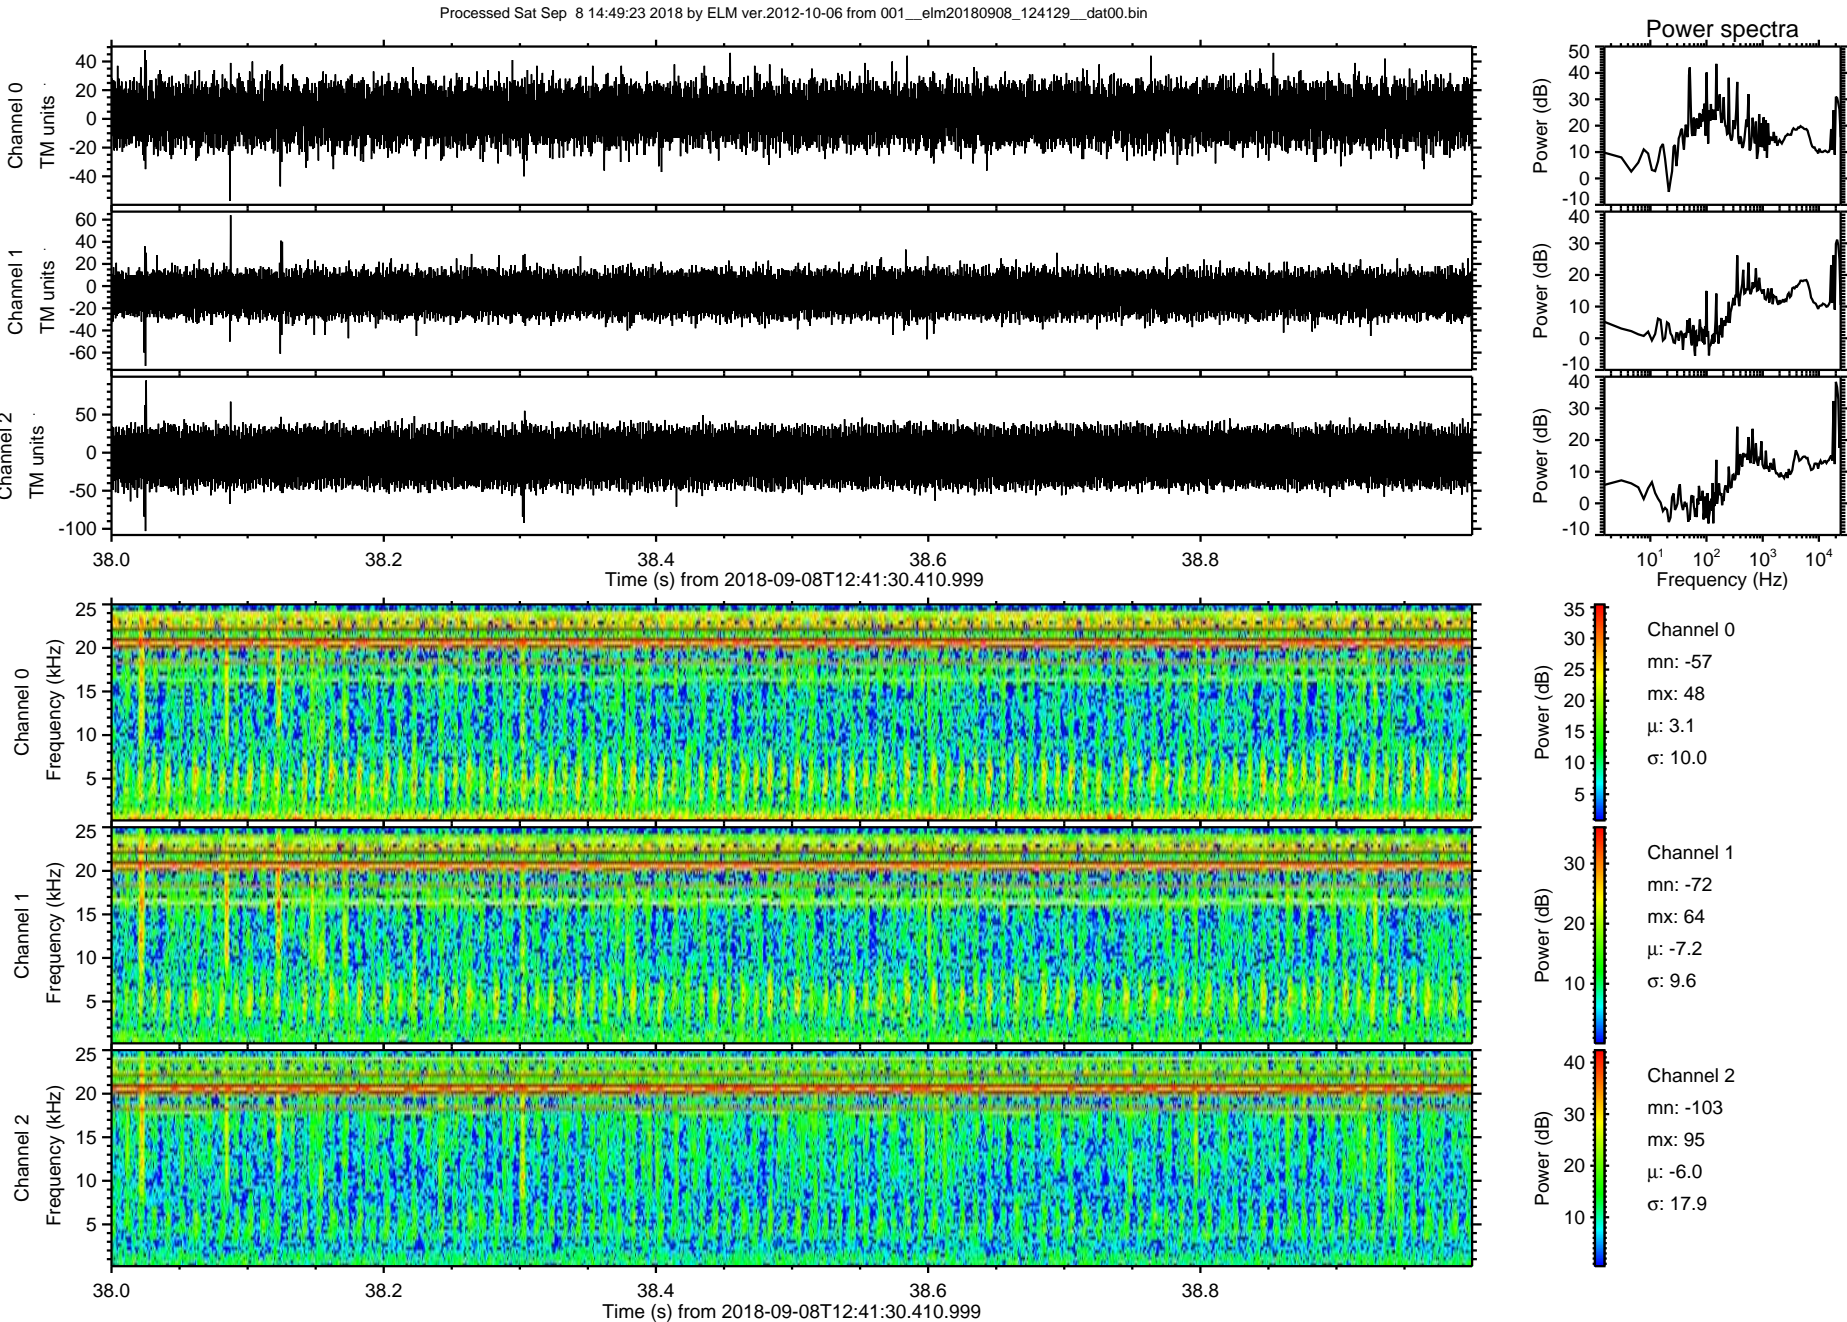 Processed Sat Sep 8 14:49:23 2018 by ELM ver.2012-10-06 from 001__elm20180908_124129__dat00.bin
Power spectra
Channel 0
TM units
40
20
0
-20
-40
Power (dB)
50
40
30
20
10
0
-10
Channel 1
TM units
60
40
20
0
-20
-40
-60
Power (dB)
40
30
20
10
0
-10
Channel 2
TM units
50
0
-50
-100
Power (dB)
40
30
20
10
0
-10
38.0 38.2 38.4 38.6 38.8
Time (s) from 2018-09-08T12:41:30.410.999
10^1 10^2 10^3 10^4
Frequency (Hz)
Channel 0
Frequency (kHz)
25
20
15
10
5
Power (dB)
35
30
25
20
15
10
5
Channel 0
mn: -57
mx: 48
μ: 3.1
σ: 10.0
Channel 1
Frequency (kHz)
25
20
15
10
5
Power (dB)
30
20
10
Channel 1
mn: -72
mx: 64
μ: -7.2
σ: 9.6
Channel 2
Frequency (kHz)
25
20
15
10
5
Power (dB)
40
30
20
10
Channel 2
mn: -103
mx: 95
μ: -6.0
σ: 17.9
38.0 38.2 38.4 38.6 38.8
Time (s) from 2018-09-08T12:41:30.410.999